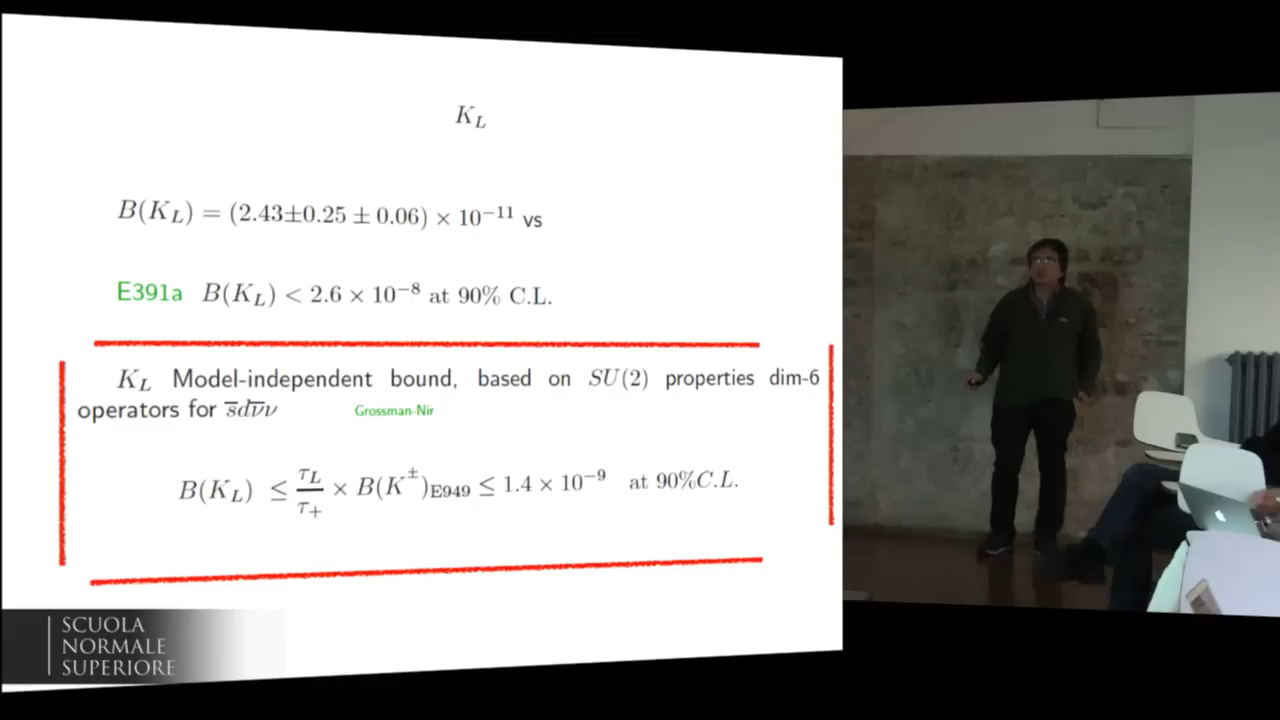 K_L
B(K_L) = (2.43±0.25 ± 0.06) × 10^{−11} vs
E391a B(K_L) < 2.6 × 10^{−8} at 90% C.L.
K_L Model-independent bound, based on SU(2) properties dim-6
operators for s̅dν̅ν Grossman-Nir
B(K_L) ≤ τ_L/τ_+ × B(K^±)_{E949} ≤ 1.4 × 10^{−9} at 90%C.L.
SCUOLA
NORMALE
SUPERIORE